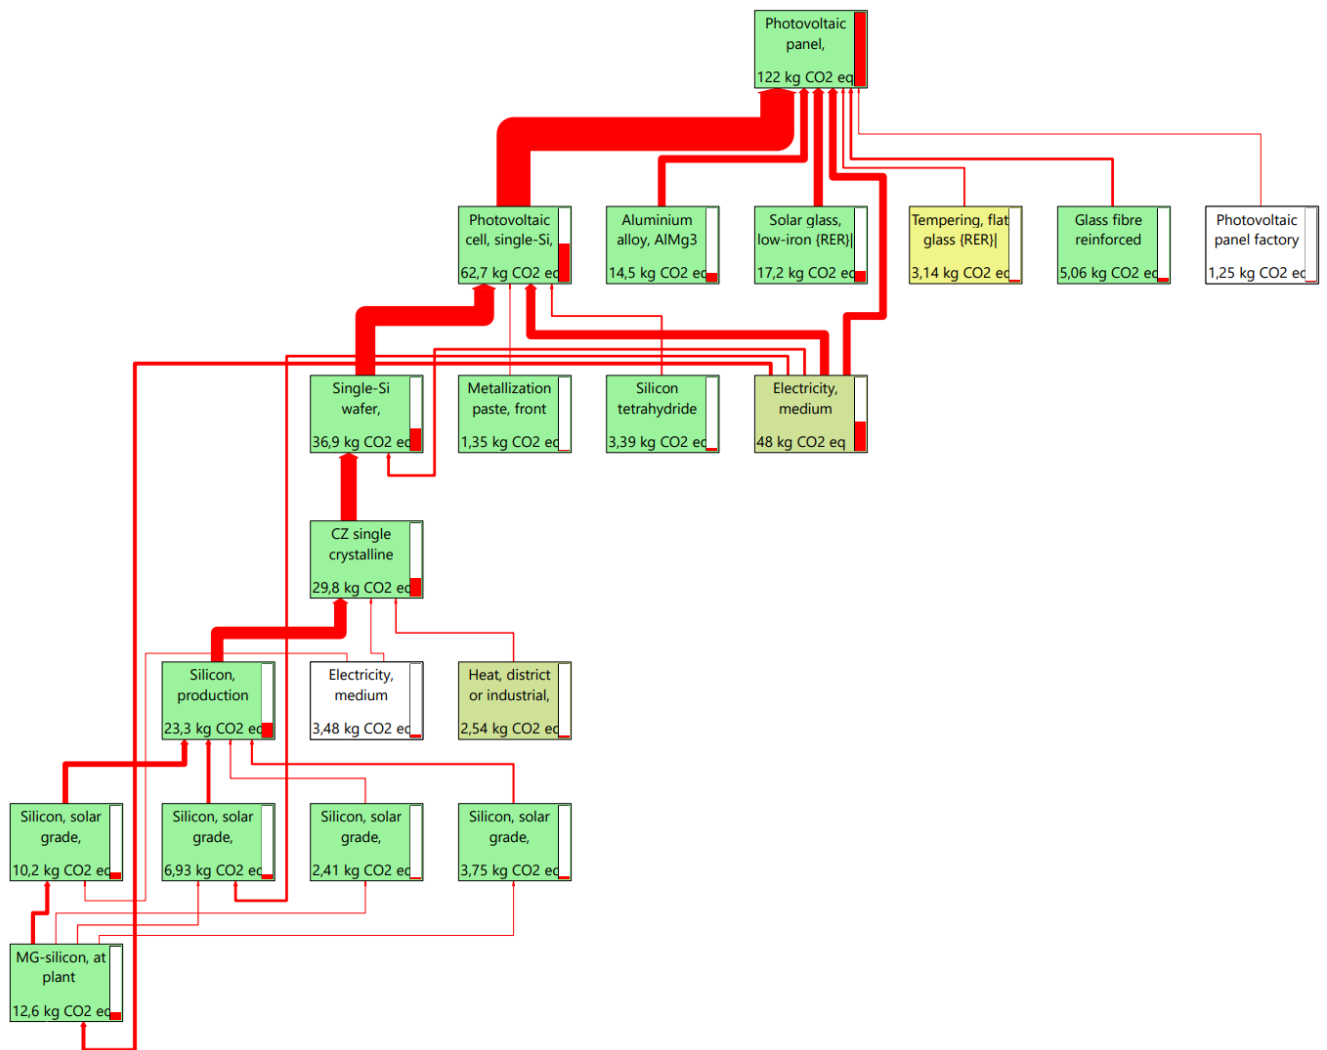 Photovoltaic
panel,
122 kg CO2 eq
Photovoltaic
cell, single-Si,
62,7 kg CO2 eq
Aluminium
alloy, AlMg3
14,5 kg CO2 eq
Solar glass,
low-iron {RER}|
17,2 kg CO2 eq
Tempering, flat
glass {RER}|
3,14 kg CO2 eq
Glass fibre
reinforced
5,06 kg CO2 eq
Photovoltaic
panel factory
1,25 kg CO2 eq
Single-Si
wafer,
36,9 kg CO2 eq
Metallization
paste, front
1,35 kg CO2 eq
Silicon
tetrahydride
3,39 kg CO2 eq
Electricity,
medium
48 kg CO2 eq
CZ single
crystalline
29,8 kg CO2 eq
Silicon,
production
23,3 kg CO2 eq
Electricity,
medium
3,48 kg CO2 eq
Heat, district
or industrial,
2,54 kg CO2 eq
Silicon, solar
grade,
10,2 kg CO2 eq
Silicon, solar
grade,
6,93 kg CO2 eq
Silicon, solar
grade,
2,41 kg CO2 eq
Silicon, solar
grade,
3,75 kg CO2 eq
MG-silicon, at
plant
12,6 kg CO2 eq